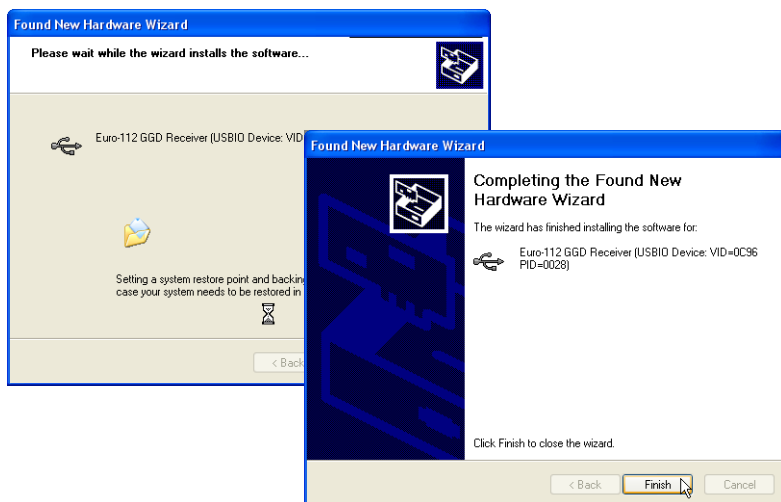 Found New Hardware Wizard
Please wait while the wizard installs the software...
Euro-112 GGD Receiver (USBIO Device: VID
Setting a system restore point and backing
case your system needs to be restored in
< Back
Found New Hardware Wizard
Completing the Found New
Hardware Wizard
The wizard has finished installing the software for:
Euro-112 GGD Receiver (USBIO Device: VID=0C96
PID=0028)
Click Finish to close the wizard.
< Back
Finish
Cancel